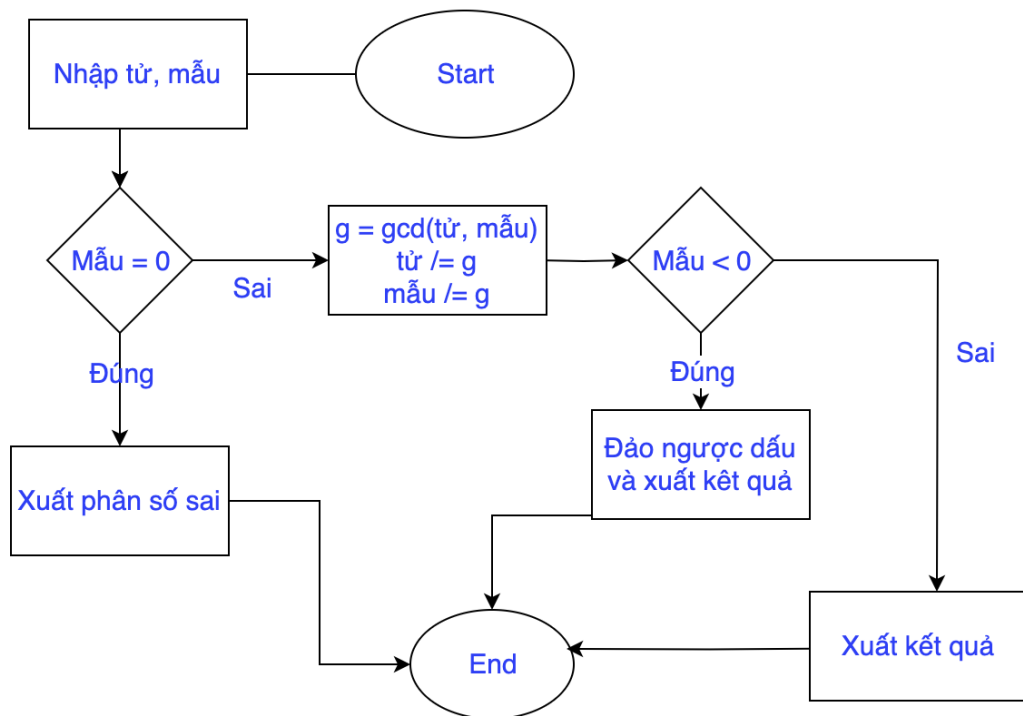 Nhập tử, mẫu
Start
Mẫu = 0
Sai
g = gcd(tử, mẫu)
tử /= g
mẫu /= g
Mẫu < 0
Sai
Đúng
Đúng
Đảo ngược dấu
và xuất kêt quả
Xuất phân số sai
Xuất kết quả
End